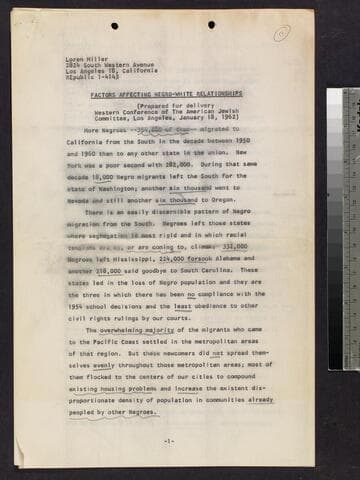 Loren Miller
2824 South Western Avenue
Los Angeles 18, California
REpublic 1-4143
FACTORS AFFECTING NEGRO-WHITE RELATIONSHIPS
(Prepared for delivery
Western Conference of The American Jewish
Committee, Los Angeles, January 18, 1962)
More Negroes --354,000 of them-- migrated to
California from the South in the decade between 1950
and 1960 than to any other state in the union. New
York was a poor second with 282,000. During that same
decade 18,000 Negro migrants left the South for the
state of Washington; another six thousand went to
Nevada and still another six thousand to Oregon.
There is an easily discernible pattern of Negro
migration from the South. Negroes left those states
where segregation is most rigid and in which racial
tensions are at, or are coming to, climax: 332,000
Negroes left Mississippi, 224,000 forsook Alabama and
another 218,000 said goodbye to South Carolina. These
states led in the loss of Negro population and they are
the three in which there has been no compliance with the
1954 school decisions and the least obedience to other
civil rights rulings by our courts.
The overwhelming majority of the migrants who came
to the Pacific Coast settled in the metropolitan areas
of that region. But these newcomers did not spread them-
selves evenly throughout those metropolitan areas; most
of them flocked to the centers of our cities to compound
existing housing problems and increase the existent dis-
proportionate density of population in communities already
peopled by other Negroes.
-1-